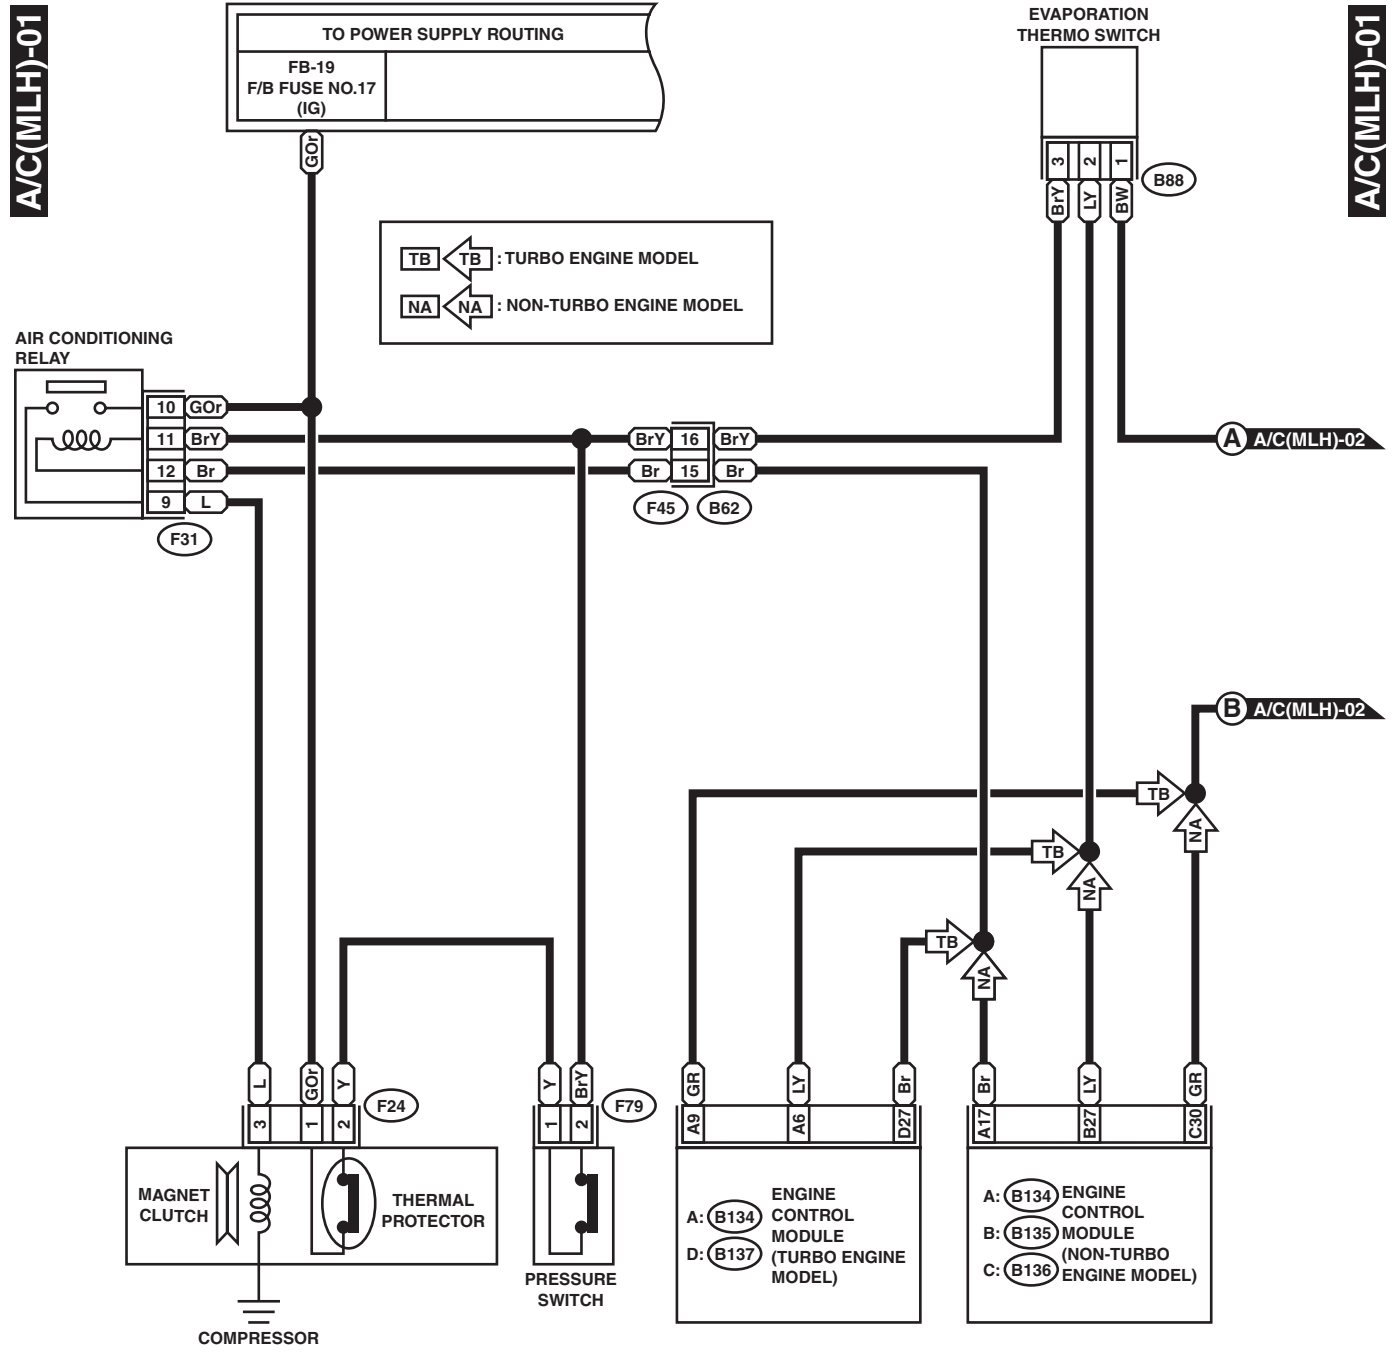 A/C(MLH)-01
TO POWER SUPPLY ROUTING
FB-19
F/B FUSE NO.17
(IG)
GOr
EVAPORATION
THERMO SWITCH
3 2 1
B88
BrY LY BW
A/C(MLH)-01
TB TB : TURBO ENGINE MODEL
NA NA : NON-TURBO ENGINE MODEL
AIR CONDITIONING
RELAY
10 GOr
11 BrY
12 Br
9 L
F31
BrY 16 BrY
Br 15 Br
F45 B62
A A/C(MLH)-02
B A/C(MLH)-02
TB
NA
TB
NA
TB
NA
L GOr Y
3 1 2
F24
Y BrY
1 2
F79
GR LY Br
A9 A6 D27
Br LY GR
A17 B27 C30
MAGNET
CLUTCH
THERMAL
PROTECTOR
COMPRESSOR
PRESSURE
SWITCH
A: B134
D: B137
ENGINE
CONTROL
MODULE
(TURBO ENGINE
MODEL)
A: B134
B: B135
C: B136
ENGINE
CONTROL
MODULE
(NON-TURBO
ENGINE MODEL)